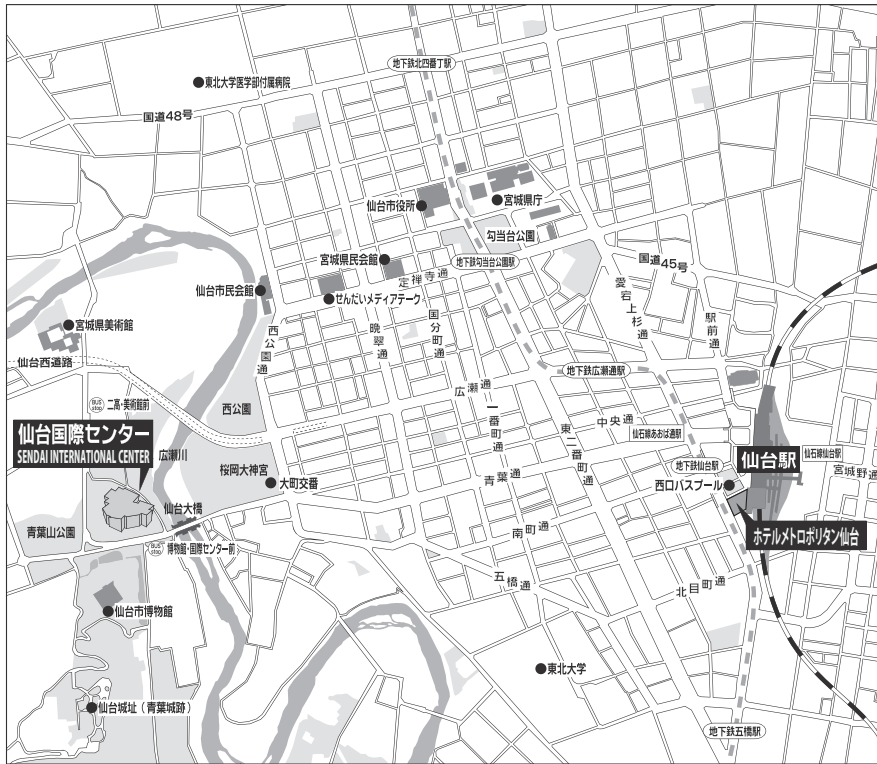 地下鉄北四番丁駅
東北大学医学部付属病院
国道48号
仙台市役所
宮城県庁
勾当台公園
宮城県民会館
定禅寺通
地下鉄勾当台公園駅
国道45号
仙台市民会館
せんだいメディアテーク
愛宕上杉通
駅前通
宮城県美術館
西公園通
晩翠通
国分町通
仙台西道路
地下鉄広瀬通駅
広瀬通
BUS stop
二高・美術館前
西公園
一番町通
東二番町通
中央通
仙石線あおば通駅
仙台国際センター
SENDAI INTERNATIONAL CENTER
広瀬川
仙台駅
仙石線仙台駅
宮城野通
地下鉄仙台駅
桜岡大神宮
大町交番
青葉通
西口バスプール
仙台大橋
青葉山公園
南町通
ホテルメトロポリタン仙台
BUS stop
博物館・国際センター前
五橋通
北目町通
仙台市博物館
東北大学
仙台城址（青葉城跡）
地下鉄五橋駅